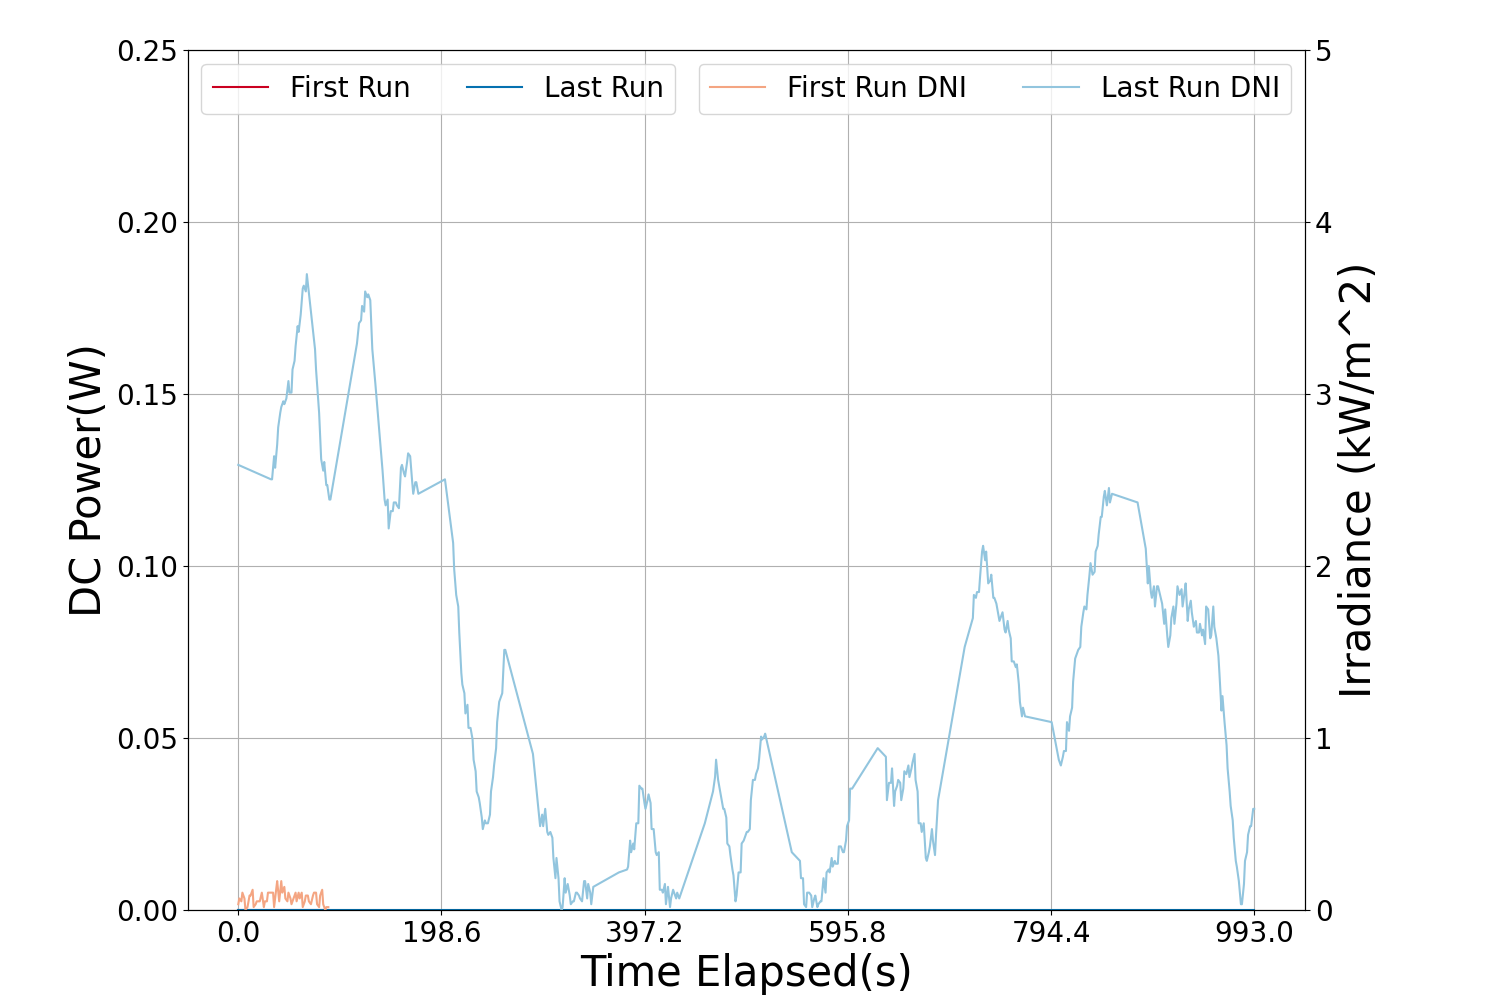 0.25
0.20
0.15
0.10
0.05
0.00
DC Power(W)
First Run
Last Run
First Run DNI
Last Run DNI
5
4
3
2
1
0
Irradiance (kW/m^2)
0.0 198.6 397.2 595.8 794.4 993.0
Time Elapsed(s)